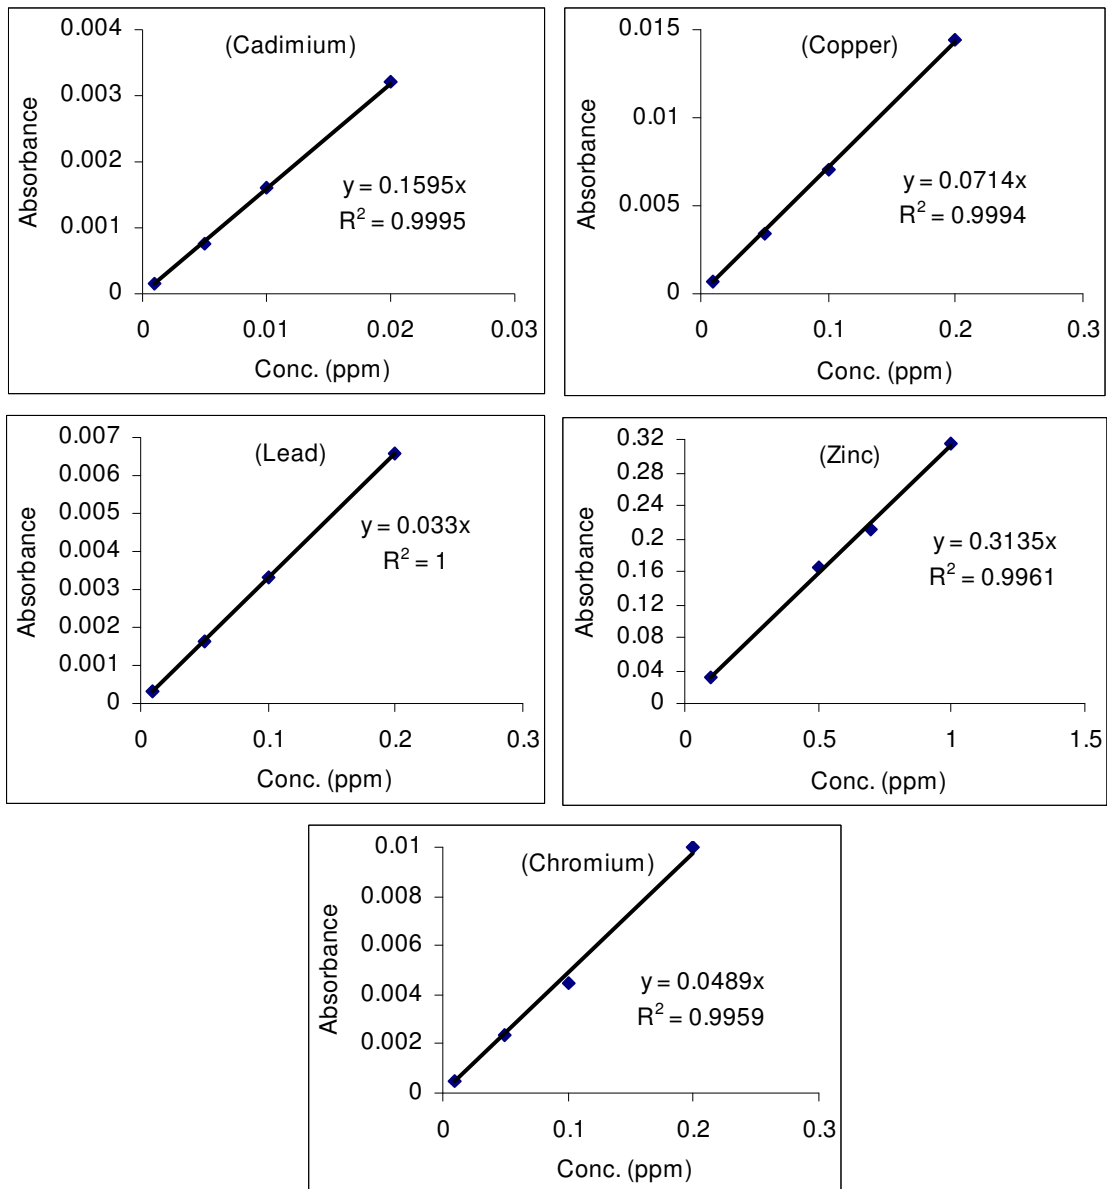 (Cadimium)
Absorbance
0.004
0.003
0.002
0.001
0
y = 0.1595x
R² = 0.9995
0 0.01 0.02 0.03
Conc. (ppm)
(Copper)
Absorbance
0.015
0.01
0.005
0
y = 0.0714x
R² = 0.9994
0 0.1 0.2 0.3
Conc. (ppm)
(Lead)
Absorbance
0.007
0.006
0.005
0.004
0.003
0.002
0.001
0
y = 0.033x
R² = 1
0 0.1 0.2 0.3
Conc. (ppm)
(Zinc)
Absorbance
0.32
0.28
0.24
0.2
0.16
0.12
0.08
0.04
0
y = 0.3135x
R² = 0.9961
0 0.5 1 1.5
Conc. (ppm)
(Chromium)
Absorbance
0.01
0.008
0.006
0.004
0.002
0
y = 0.0489x
R² = 0.9959
0 0.1 0.2 0.3
Conc. (ppm)